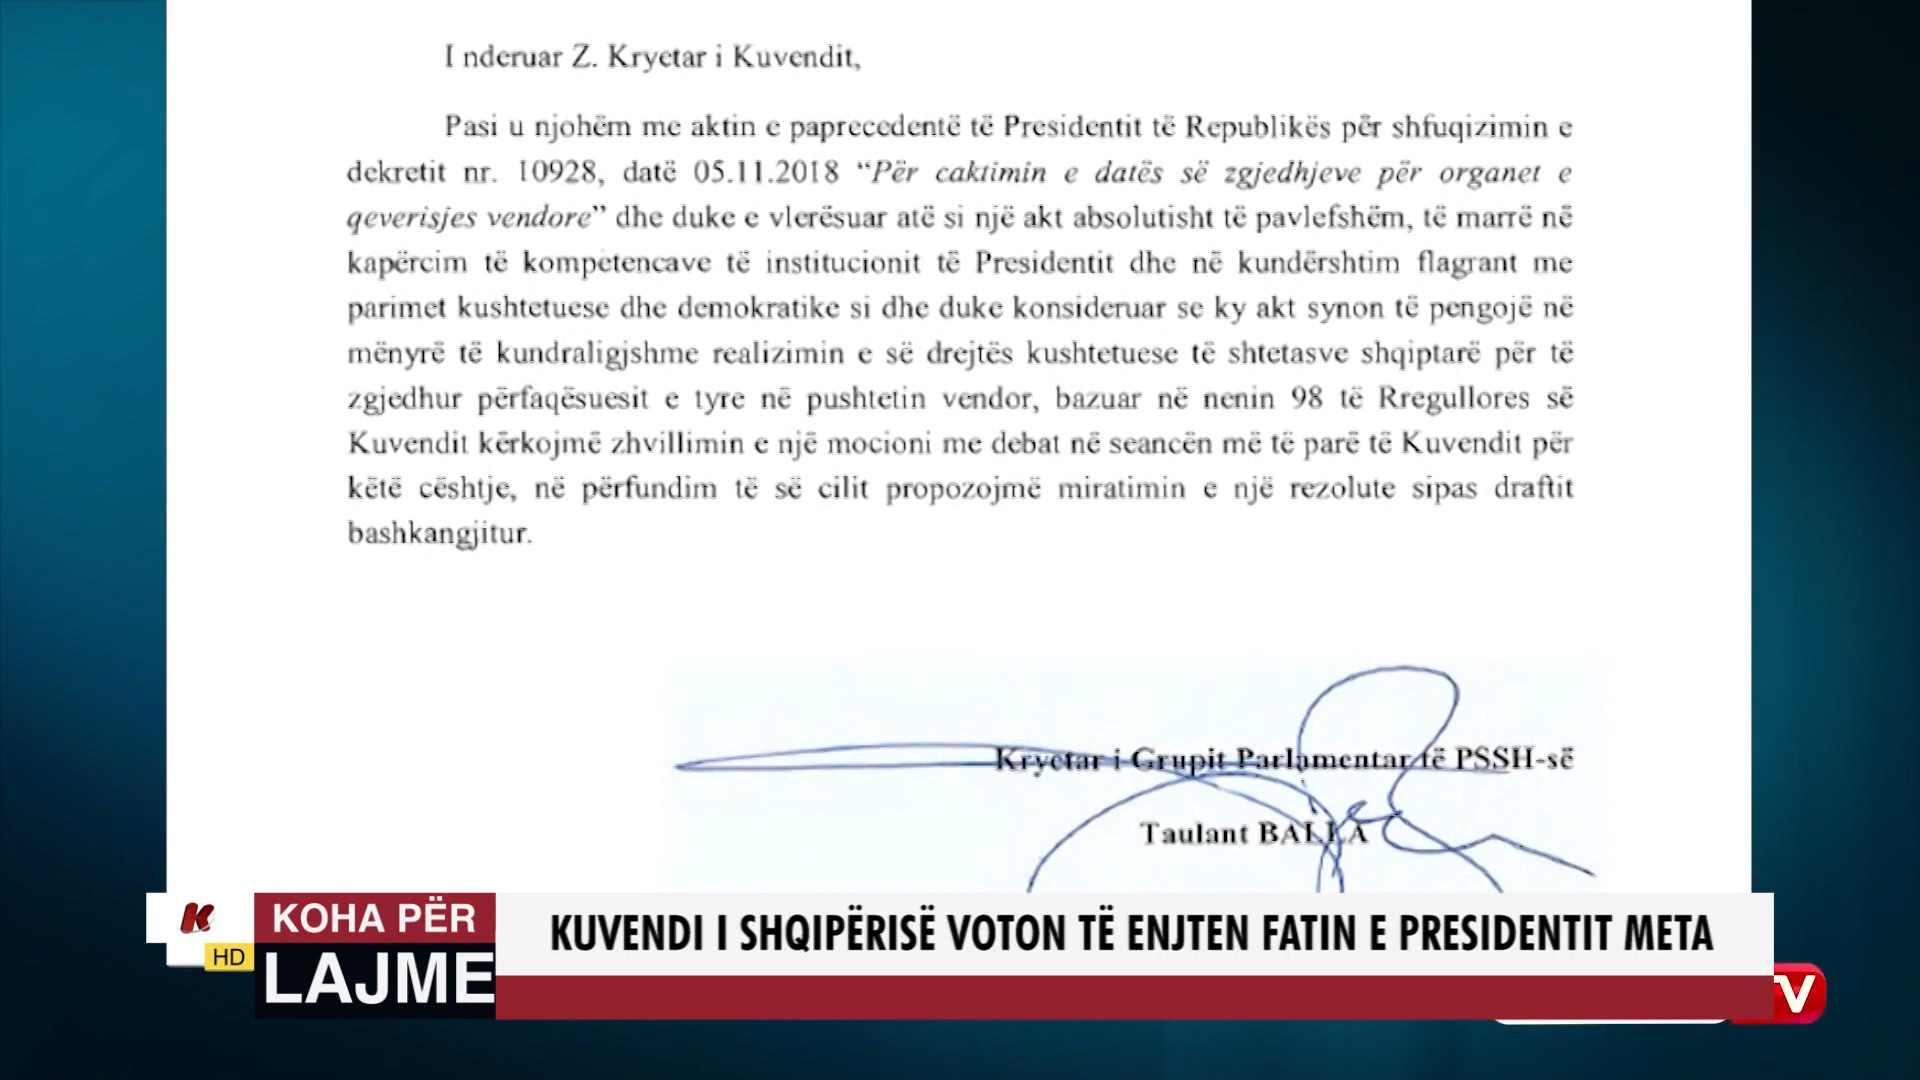 I nderuar Z. Kryetar i Kuvendit,
Pasi u njohëm me aktin e paprecedentë të Presidentit të Republikës për shfuqizimin e
dekretit nr. 10928, datë 05.11.2018 “Për caktimin e datës së zgjedhjeve për organet e
qeverisjes vendore” dhe duke e vlerësuar atë si një akt absolutisht të pavlefshëm, të marrë në
kapërcim të kompetencave të institucionit të Presidentit dhe në kundërshtim flagrant me
parimet kushtetuese dhe demokratike si dhe duke konsideruar se ky akt synon të pengojë në
mënyrë të kundraligjshme realizimin e së drejtës kushtetuese të shtetasve shqiptarë për të
zgjedhur përfaqësuesit e tyre në pushtetin vendor, bazuar në nenin 98 të Rregullores së
Kuvendit kërkojmë zhvillimin e një mocioni me debat në seancën më të parë të Kuvendit për
këtë cështje, në përfundim të së cilit propozojmë miratimin e një rezolute sipas draftit
bashkangjitur.
Kryetar i Grupit Parlamentar të PSSH-së
Taulant BALLA
K
HD
KOHA PËR
LAJME
KUVENDI I SHQIPËRISË VOTON TË ENJTEN FATIN E PRESIDENTIT META
V